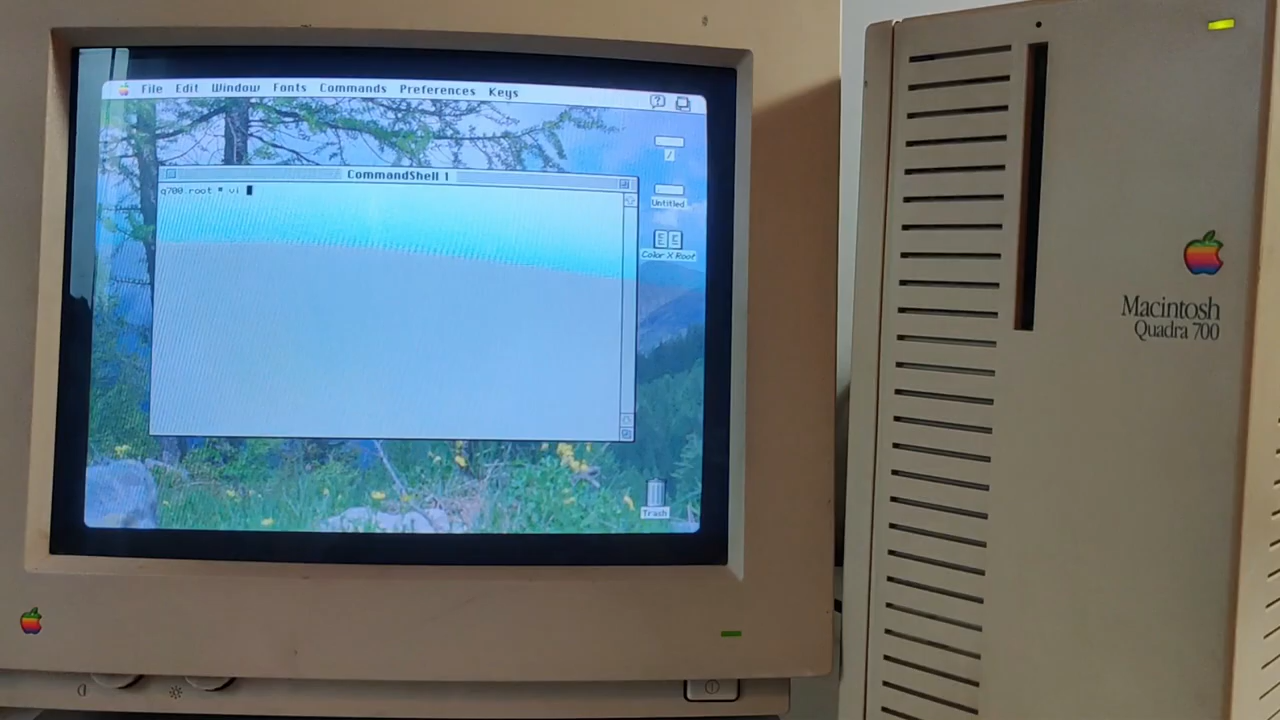 File Edit Window Fonts Commands Preferences Keys
CommandShell 1
q700.root # vi
/
Untitled
Color X Root
Trash
Macintosh
Quadra 700